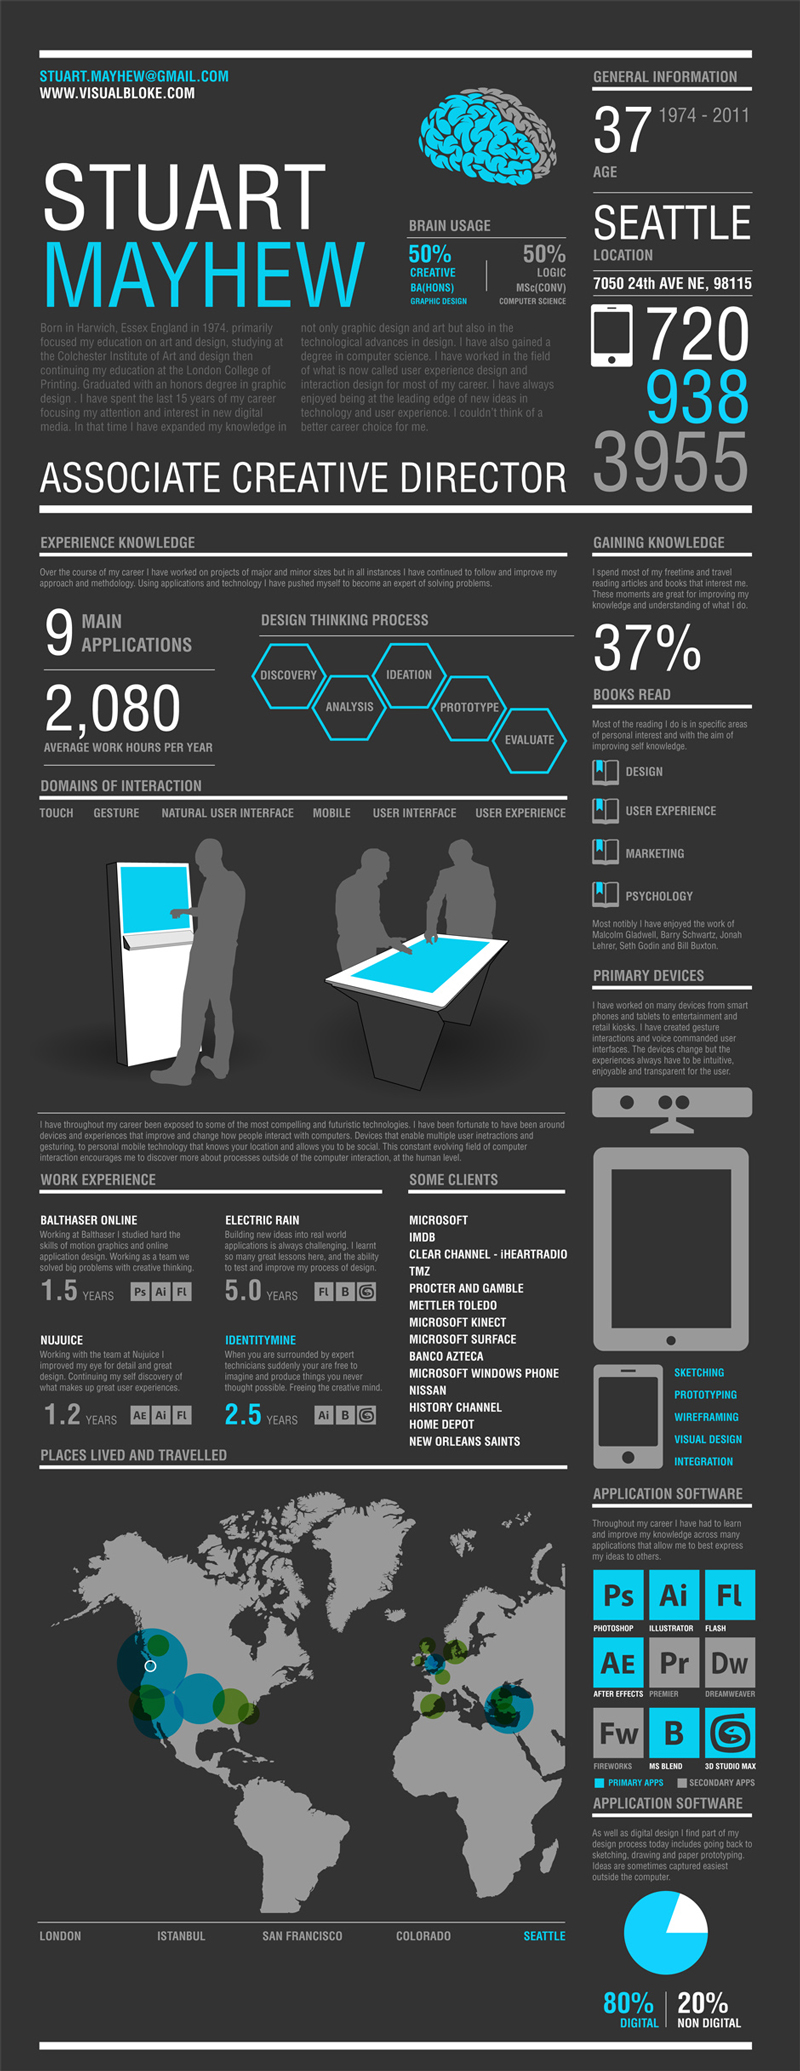 STUART.MAYHEW@GMAIL.COM
WWW.VISUALBLOKE.COM
STUART
MAYHEW
BRAIN USAGE
50%
CREATIVE
BA(HONS)
GRAPHIC DESIGN
50%
LOGIC
MSc(CONV)
COMPUTER SCIENCE
Born in Harwich, Essex England in 1974. primarily
focused my education on art and design, studying at
the Colchester Institute of Art and design then
continuing my education at the London College of
Printing. Graduated with an honors degree in graphic
design . I have spent the last 15 years of my career
focusing my attention and interest in new digital
media. In that time I have expanded my knowledge in
not only graphic design and art but also in the
technological advances in design. I have also gained a
degree in computer science. I have worked in the field
of what is now called user experience design and
interaction design for most of my career. I have always
enjoyed being at the leading edge of new ideas in
technology and user experience. I couldn't think of a
better career choice for me.
ASSOCIATE CREATIVE DIRECTOR
GENERAL INFORMATION
37 1974 - 2011
AGE
SEATTLE
LOCATION
7050 24th AVE NE, 98115
720
938
3955
EXPERIENCE KNOWLEDGE
Over the course of my career I have worked on projects of major and minor sizes but in all instances I have continued to follow and improve my
approach and methdology. Using applications and technology I have pushed myself to become an expert of solving problems.
9 MAIN
APPLICATIONS
2,080
AVERAGE WORK HOURS PER YEAR
DESIGN THINKING PROCESS
DISCOVERY
ANALYSIS
IDEATION
PROTOTYPE
EVALUATE
DOMAINS OF INTERACTION
TOUCH GESTURE NATURAL USER INTERFACE MOBILE USER INTERFACE USER EXPERIENCE
I have throughout my career been exposed to some of the most compelling and futuristic technologies. I have been fortunate to have been around
devices and experiences that improve and change how people interact with computers. Devices that enable multiple user inetractions and
gesturing, to personal mobile technology that knows your location and allows you to be social. This constant evolving field of computer
interaction encourages me to discover more about processes outside of the computer interaction, at the human level.
WORK EXPERIENCE
BALTHASER ONLINE
Working at Balthaser I studied hard the
skills of motion graphics and online
application design. Working as a team we
solved big problems with creative thinking.
1.5 YEARS Ps Ai Fl
ELECTRIC RAIN
Building new ideas into real world
applications is always challenging. I learnt
so many great lessons here, and the ability
to test and improve my process of design.
5.0 YEARS Fl B
NUJUICE
Working with the team at Nujuice I
improved my eye for detail and great
design. Continuing my self discovery of
what makes up great user experiences.
1.2 YEARS AE Ai Fl
IDENTITYMINE
When you are surrounded by expert
technicians suddenly your are free to
imagine and produce things you never
thought possible. Freeing the creative mind.
2.5 YEARS Ai B
SOME CLIENTS
MICROSOFT
IMDB
CLEAR CHANNEL - iHEARTRADIO
TMZ
PROCTER AND GAMBLE
METTLER TOLEDO
MICROSOFT KINECT
MICROSOFT SURFACE
BANCO AZTECA
MICROSOFT WINDOWS PHONE
NISSAN
HISTORY CHANNEL
HOME DEPOT
NEW ORLEANS SAINTS
PLACES LIVED AND TRAVELLED
LONDON ISTANBUL SAN FRANCISCO COLORADO SEATTLE
GAINING KNOWLEDGE
I spend most of my freetime and travel
reading articles and books that interest me.
These moments are great for improving my
knowledge and understanding of what I do.
37%
BOOKS READ
Most of the reading I do is in specific areas
of personal interest and with the aim of
improving self knowledge.
DESIGN
USER EXPERIENCE
MARKETING
PSYCHOLOGY
Most notibly I have enjoyed the work of
Malcolm Gladwell, Barry Schwartz, Jonah
Lehrer, Seth Godin and Bill Buxton.
PRIMARY DEVICES
I have worked on many devices from smart
phones and tablets to entertainment and
retail kiosks. I have created gesture
interactions and voice commanded user
interfaces. The devices change but the
experiences always have to be intuitive,
enjoyable and transparent for the user.
SKETCHING
PROTOTYPING
WIREFRAMING
VISUAL DESIGN
INTEGRATION
APPLICATION SOFTWARE
Throughout my career I have had to learn
and improve my knowledge across many
applications that allow me to best express
my ideas to others.
Ps Ai Fl
PHOTOSHOP ILLUSTRATOR FLASH
AE Pr Dw
AFTER EFFECTS PREMIER DREAMWEAVER
Fw B
FIREWORKS MS BLEND 3D STUDIO MAX
PRIMARY APPS SECONDARY APPS
APPLICATION SOFTWARE
As well as digital design I find part of my
design process today includes going back to
sketching, drawing and paper prototyping.
Ideas are sometimes captured easiest
outside the computer.
80%
DIGITAL
20%
NON DIGITAL